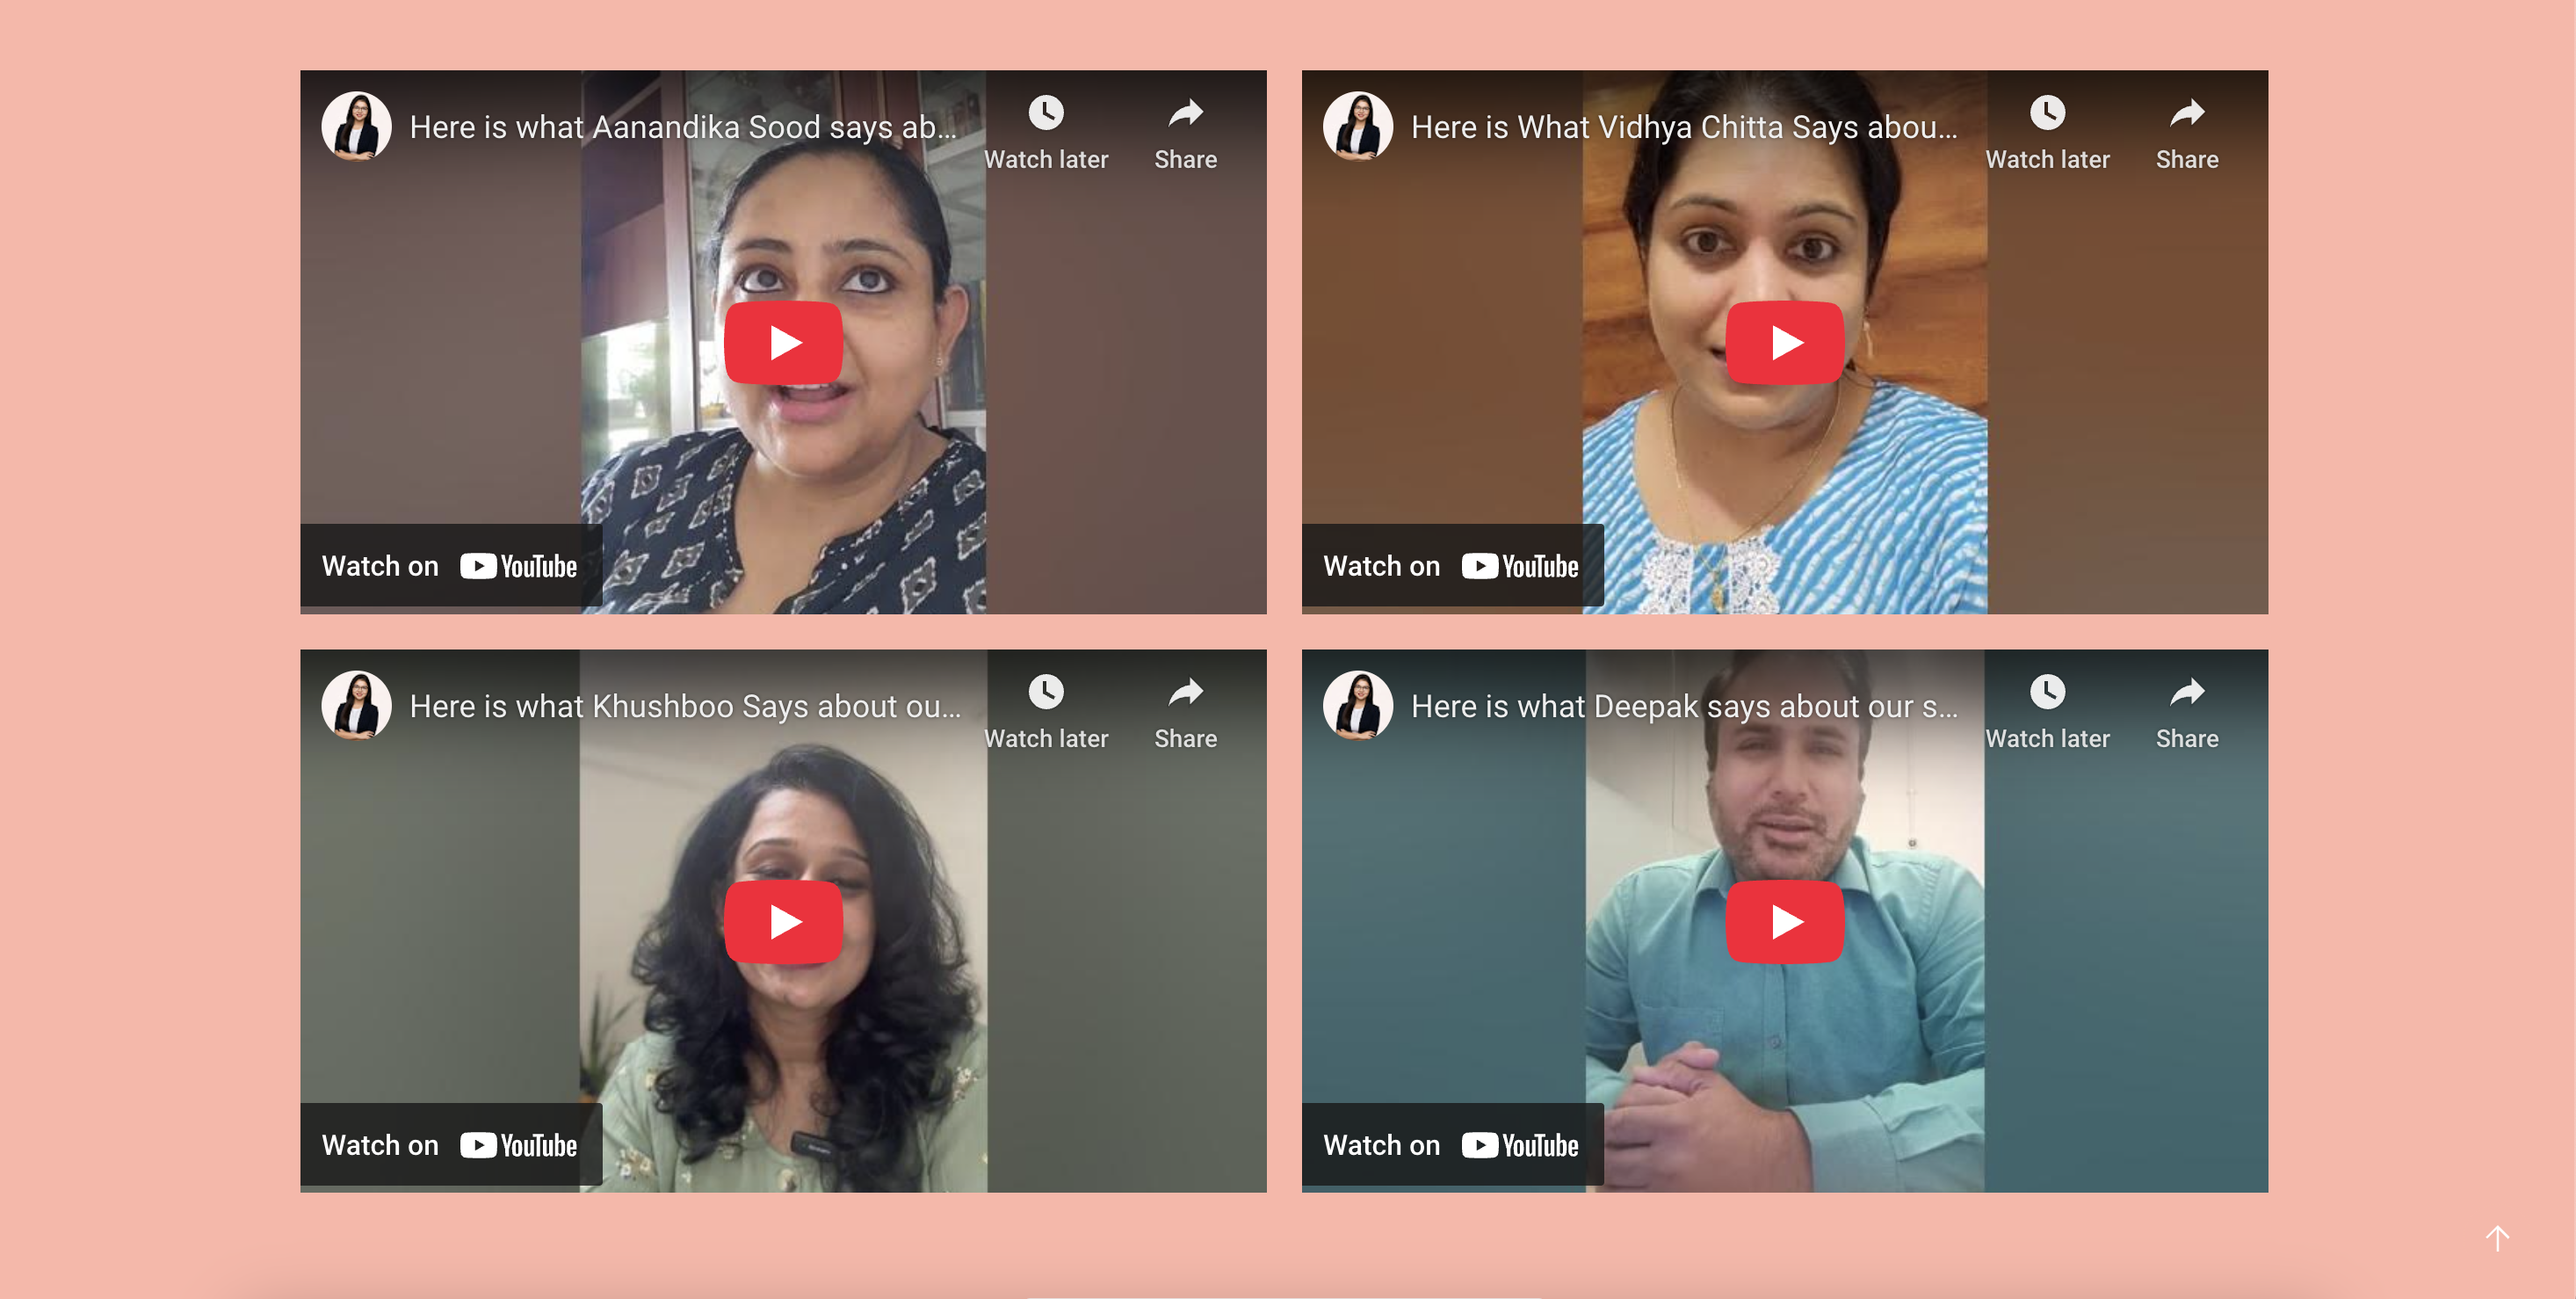 Here is what Aanandika Sood says ab...
Watch later
Share
Watch on YouTube
Here is What Vidhya Chitta Says abou...
Watch later
Share
Watch on YouTube
Here is what Khushboo Says about ou...
Watch later
Share
Watch on YouTube
Here is what Deepak says about our s...
Watch later
Share
Watch on YouTube